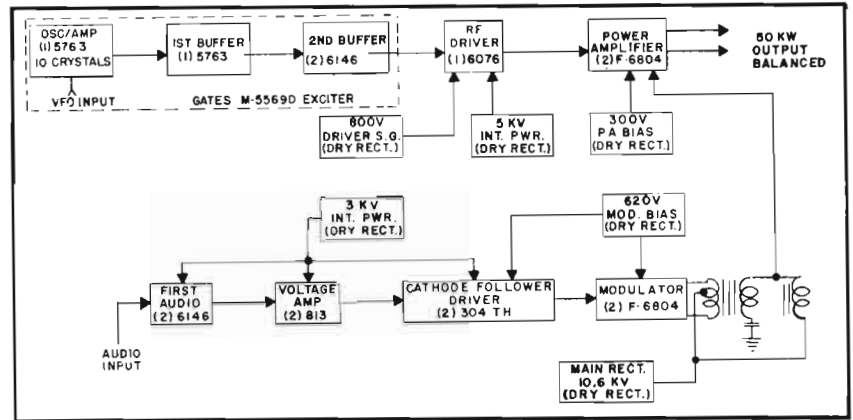 OSC/AMP
(1) 5763
10 CRYSTALS
1ST BUFFER
(1) 5763
2ND BUFFER
(2) 6146
RF
DRIVER
(1) 6076
POWER
AMPLIFIER
(2) F-6804
50 KW
OUTPUT
BALANCED
VFO INPUT
GATES M-5569D EXCITER
800V
DRIVER S.G.
(DRY RECT.)
5 KV
INT. PWR.
(DRY RECT.)
300V
PA BIAS
(DRY RECT.)
3 KV
INT. PWR.
(DRY RECT.)
620V
MOD. BIAS
(DRY RECT.)
FIRST
AUDIO
(2) 6146
VOLTAGE
AMP
(2) 813
CATHODE FOLLOWER
DRIVER
(2) 304 TH
MODULATOR
(2) F-6804
AUDIO
INPUT
MAIN RECT.
10.6 KV
(DRY RECT.)